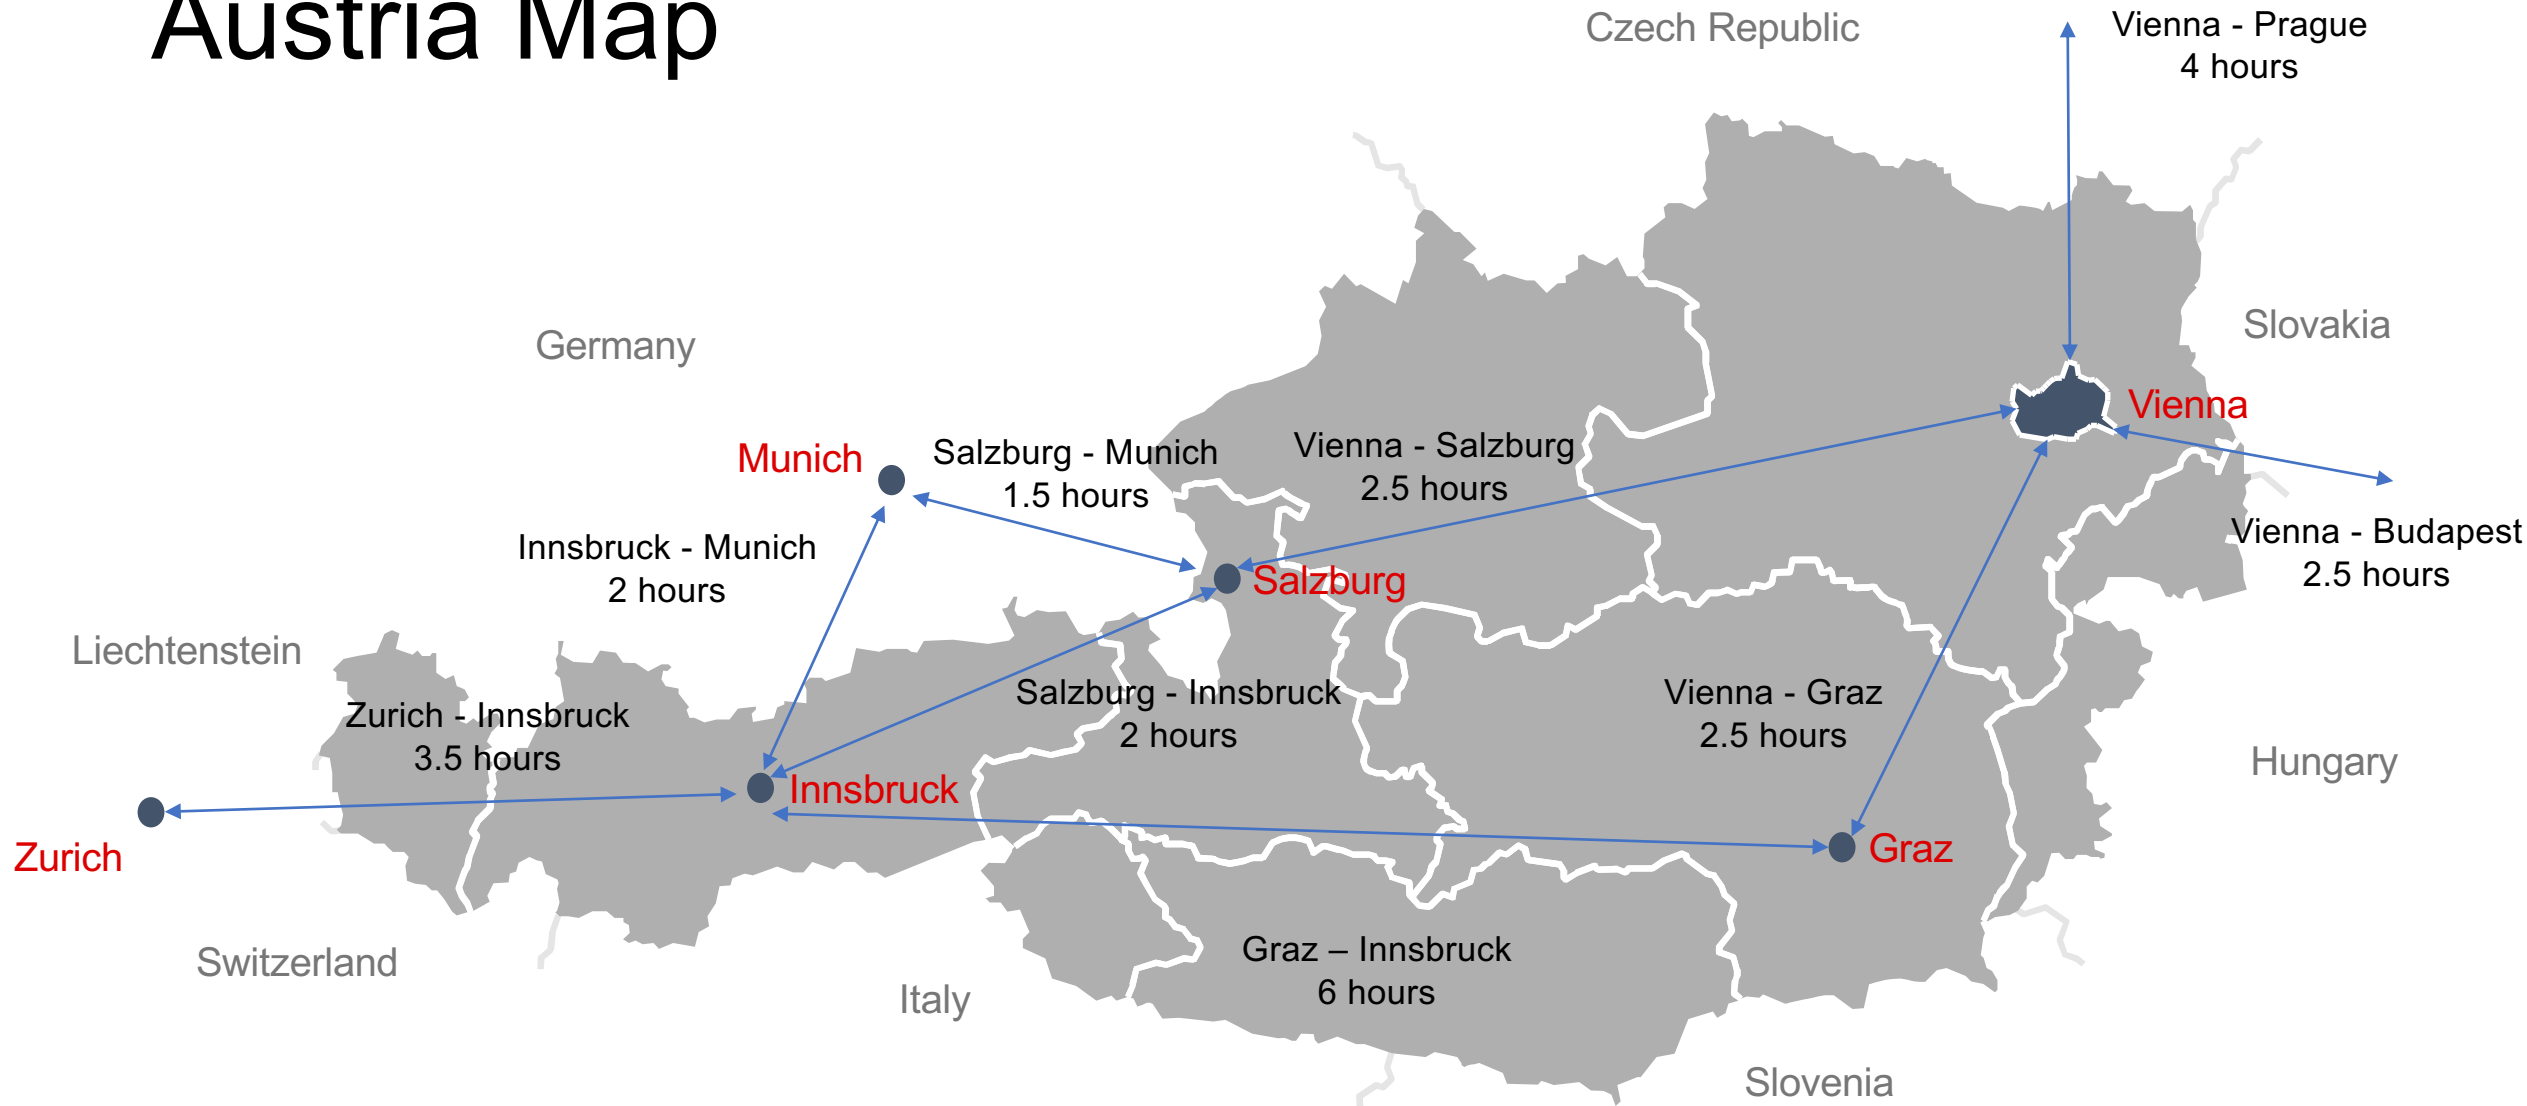 Austria Map
Czech Republic
Vienna - Prague
4 hours
Germany
Slovakia
Vienna
Munich
Salzburg - Munich
1.5 hours
Vienna - Salzburg
2.5 hours
Innsbruck - Munich
2 hours
Vienna - Budapest
2.5 hours
Salzburg
Liechtenstein
Zurich - Innsbruck
3.5 hours
Salzburg - Innsbruck
2 hours
Vienna - Graz
2.5 hours
Hungary
Innsbruck
Zurich
Graz
Switzerland
Graz – Innsbruck
6 hours
Italy
Slovenia